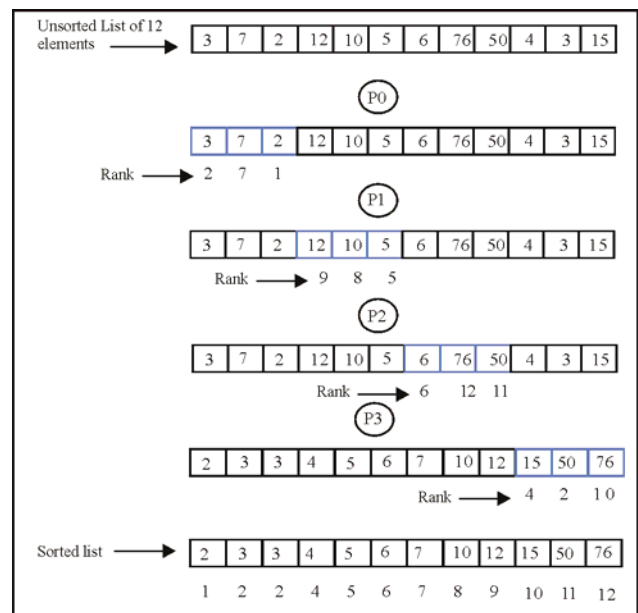 Unsorted List of 12
elements
3 7 2 12 10 5 6 76 50 4 3 15
P0
3 7 2 12 10 5 6 76 50 4 3 15
Rank 2 7 1
P1
3 7 2 12 10 5 6 76 50 4 3 15
Rank 9 8 5
P2
3 7 2 12 10 5 6 76 50 4 3 15
Rank 6 12 11
P3
2 3 3 4 5 6 7 10 12 15 50 76
Rank 4 2 10
Sorted list 2 3 3 4 5 6 7 10 12 15 50 76
1 2 2 4 5 6 7 8 9 10 11 12